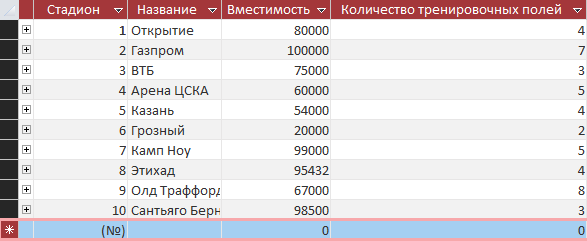 Стадион Название Вместимость Количество тренировочных полей
1 Открытие 80000 4
2 Газпром 100000 7
3 ВТБ 75000 3
4 Арена ЦСКА 60000 5
5 Казань 54000 4
6 Грозный 20000 2
7 Камп Ноу 99000 5
8 Этихад 95432 4
9 Олд Траффорд 67000 8
10 Сантьяго Берн 98500 3
(№) 0 0